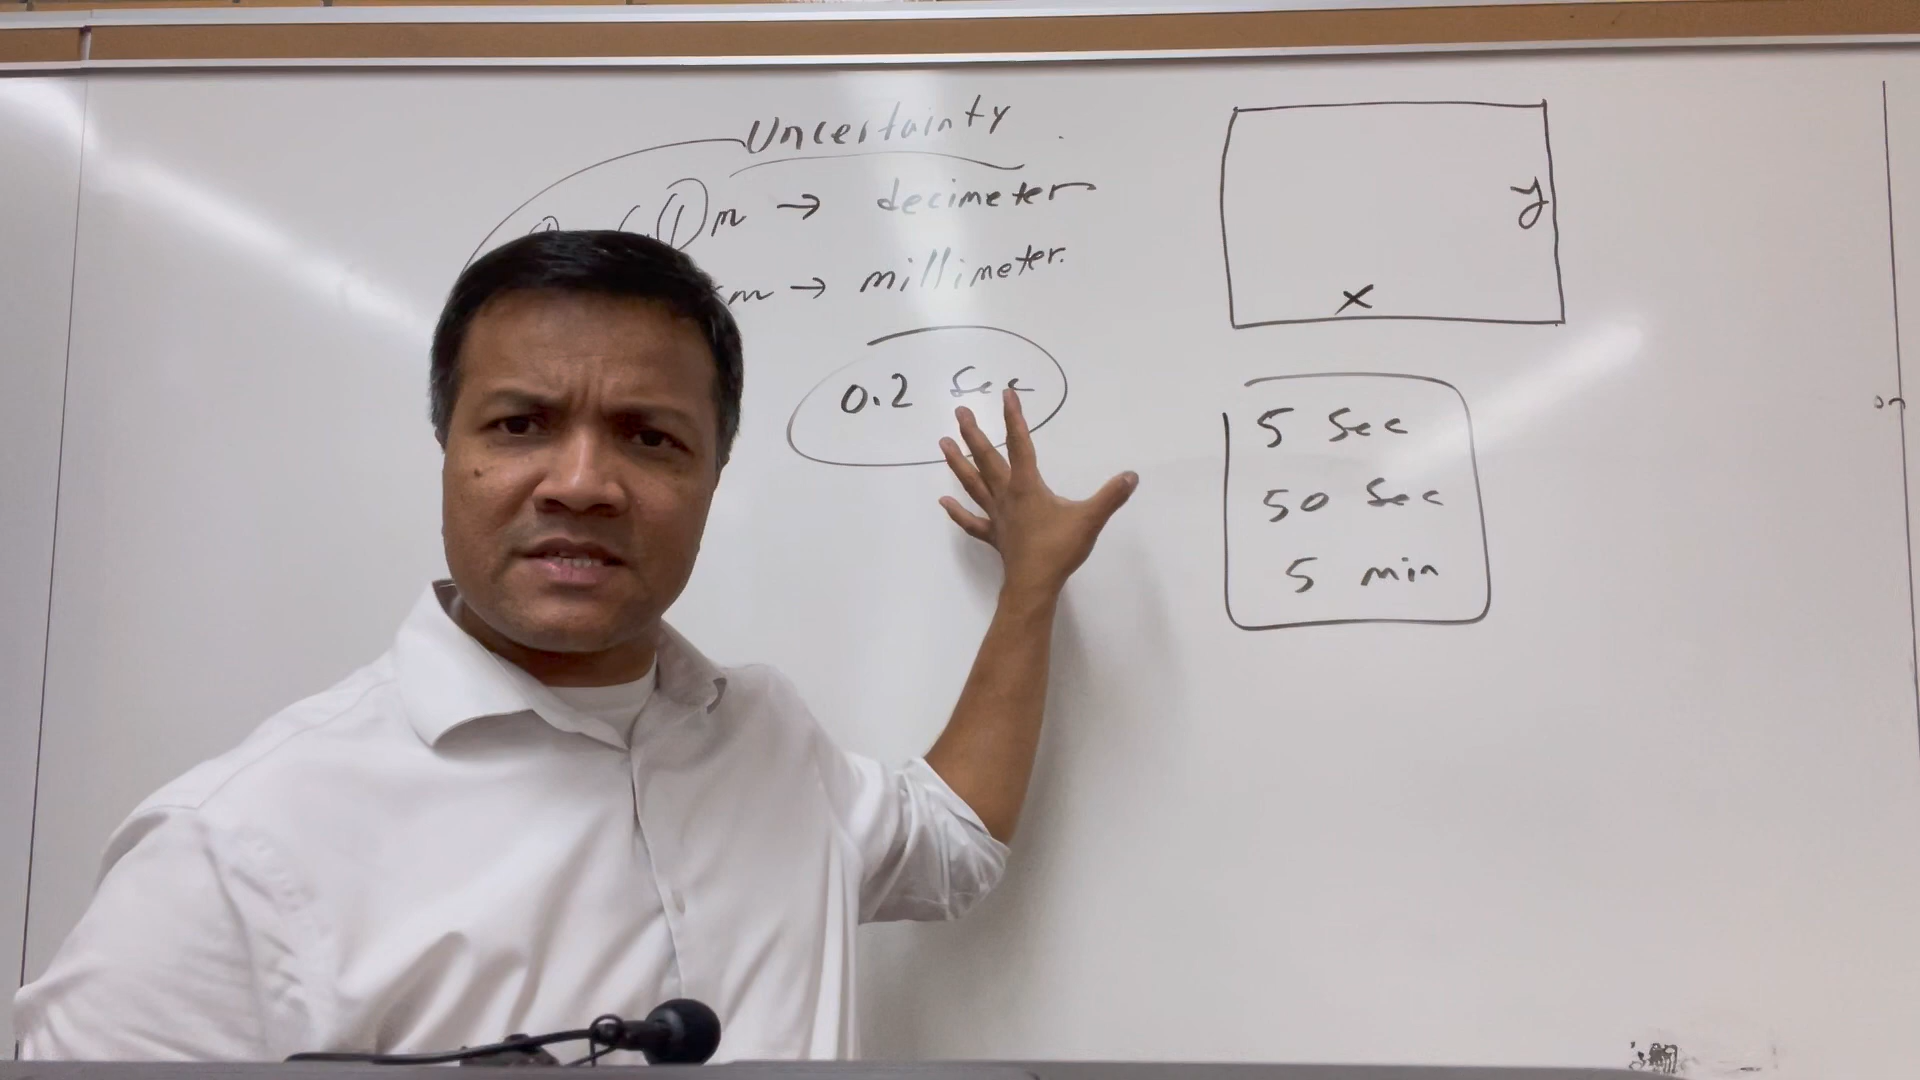 Uncertainty
m → decimeter
m → millimeter.
0.2 Sec
y
x
5 Sec
50 Sec
5 min